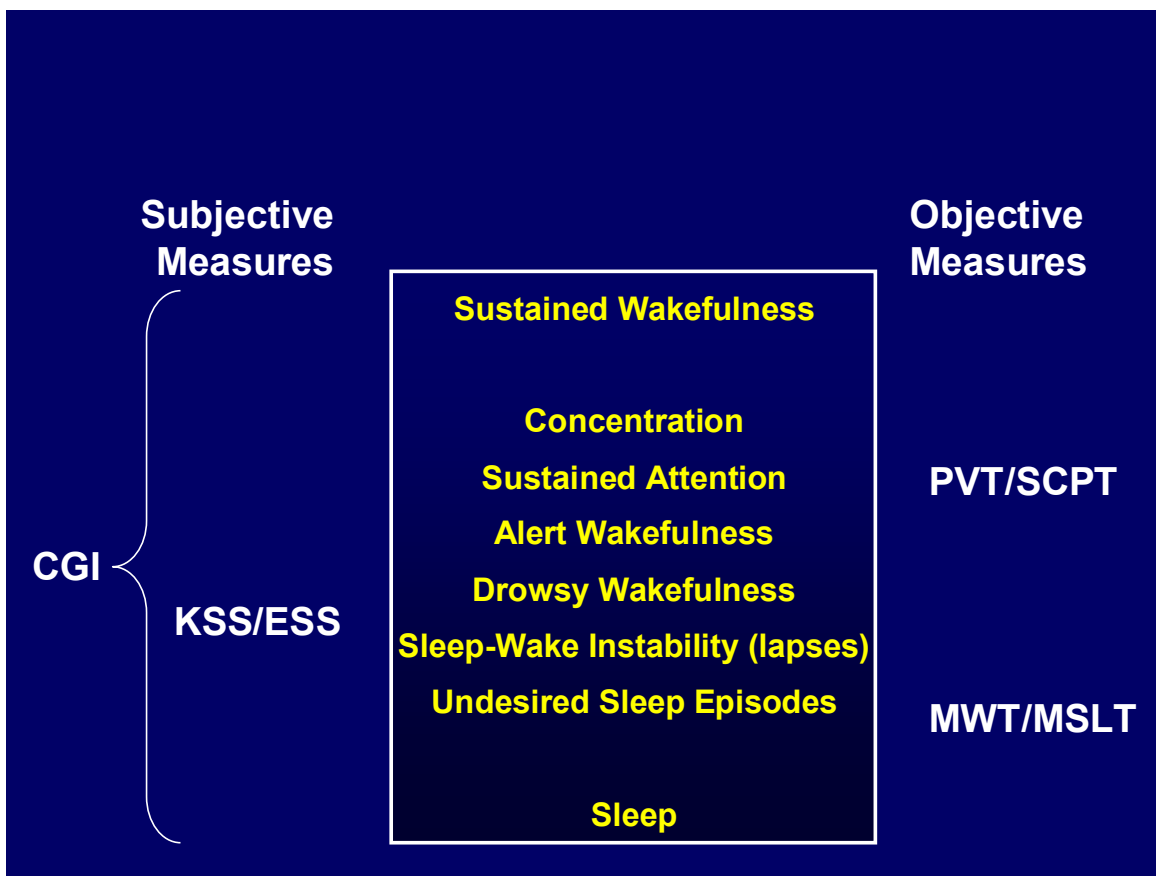 Subjective
Measures
Objective
Measures
Sustained Wakefulness
Concentration
Sustained Attention
PVT/SCPT
Alert Wakefulness
CGI
Drowsy Wakefulness
KSS/ESS
Sleep-Wake Instability (lapses)
Undesired Sleep Episodes
MWT/MSLT
Sleep